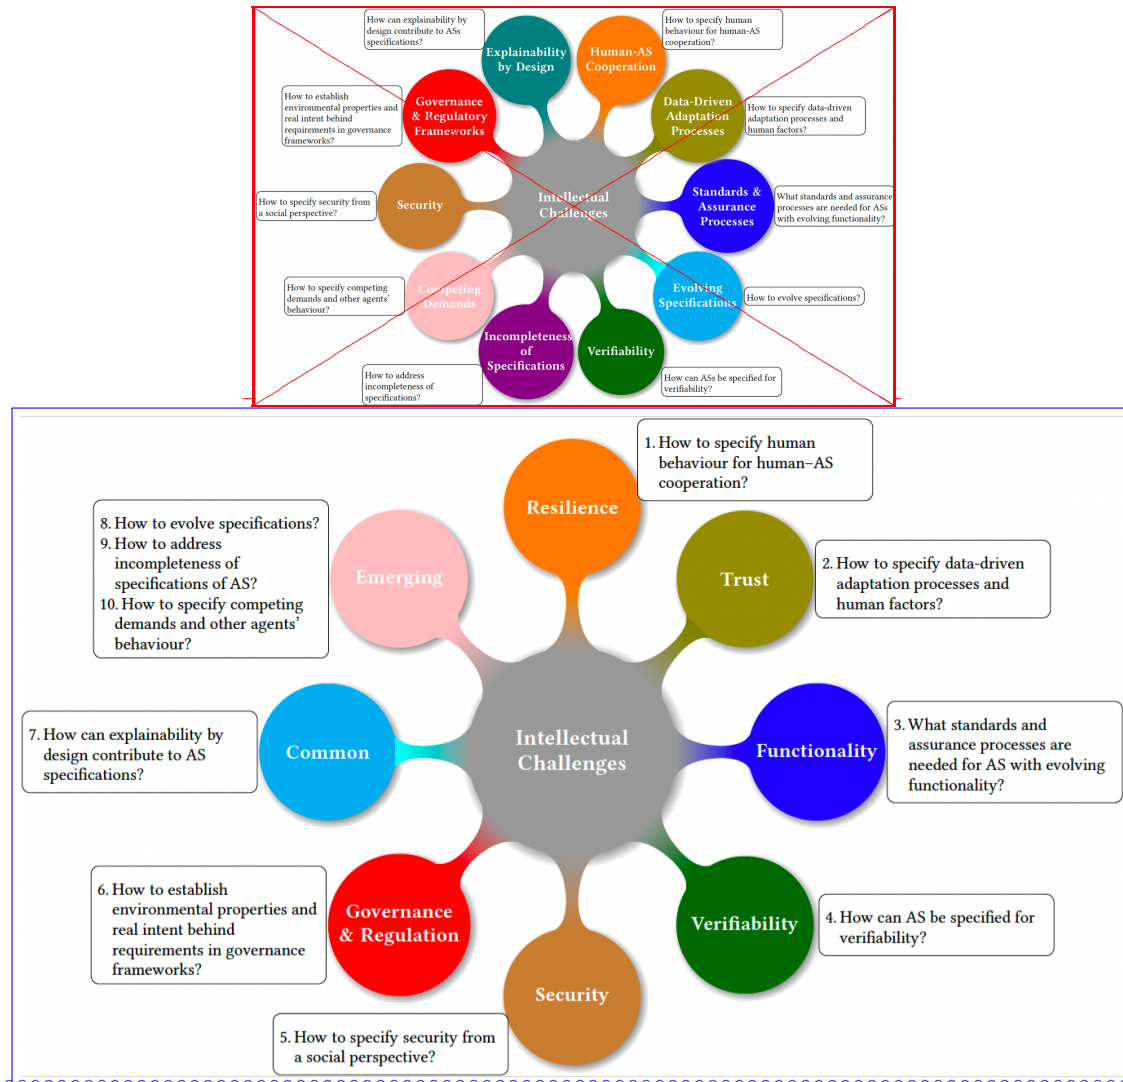 How can explainability by
design contribute to ASs
specifications?
Explainability
by Design
Human-AS
Cooperation
How to specify human
behaviour for human-AS
cooperation?
How to establish
environmental properties and
real intent behind
requirements in governance
frameworks?
Governance
& Regulatory
Frameworks
Data-Driven
Adaptation
Processes
How to specify data-driven
adaptation processes and
human factors?
How to specify security from
a social perspective?
Security
Intellectual
Challenges
Standards &
Assurance
Processes
What standards and assurance
processes are needed for ASs
with evolving functionality?
How to specify competing
demands and other agents'
behaviour?
Competing
Demands
Evolving
Specifications
How to evolve specifications?
Incompleteness
of
Specifications
Verifiability
How to address
incompleteness of
specifications?
How can ASs be specified for
verifiability?
Resilience
1. How to specify human
behaviour for human–AS
cooperation?
8. How to evolve specifications?
9. How to address
incompleteness of
specifications of AS?
10. How to specify competing
demands and other agents'
behaviour?
Emerging
Trust
2. How to specify data-driven
adaptation processes and
human factors?
7. How can explainability by
design contribute to AS
specifications?
Common
Intellectual
Challenges
Functionality
3. What standards and
assurance processes are
needed for AS with evolving
functionality?
6. How to establish
environmental properties and
real intent behind
requirements in governance
frameworks?
Governance
& Regulation
Verifiability
4. How can AS be specified for
verifiability?
Security
5. How to specify security from
a social perspective?